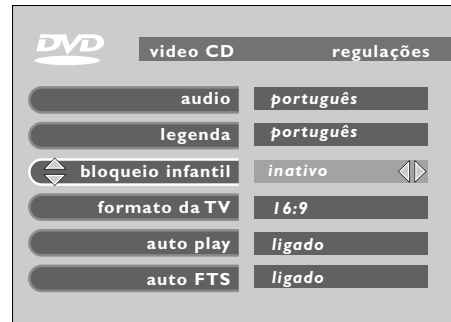 DVD
video CD regulações
audio português
legenda português
bloqueio infantil inativo
formato da TV 16:9
auto play ligado
auto FTS ligado